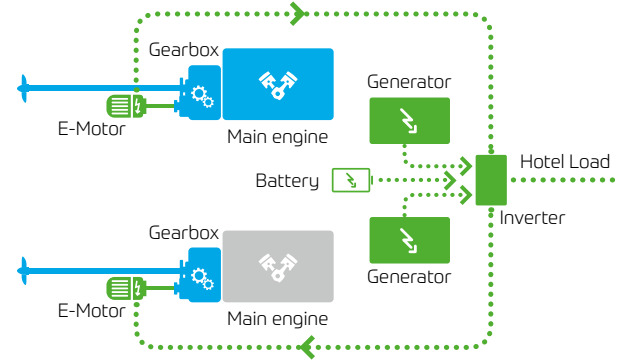 Gearbox
Generator
E-Motor
Main engine
Battery
Hotel Load
Inverter
Gearbox
Generator
E-Motor
Main engine